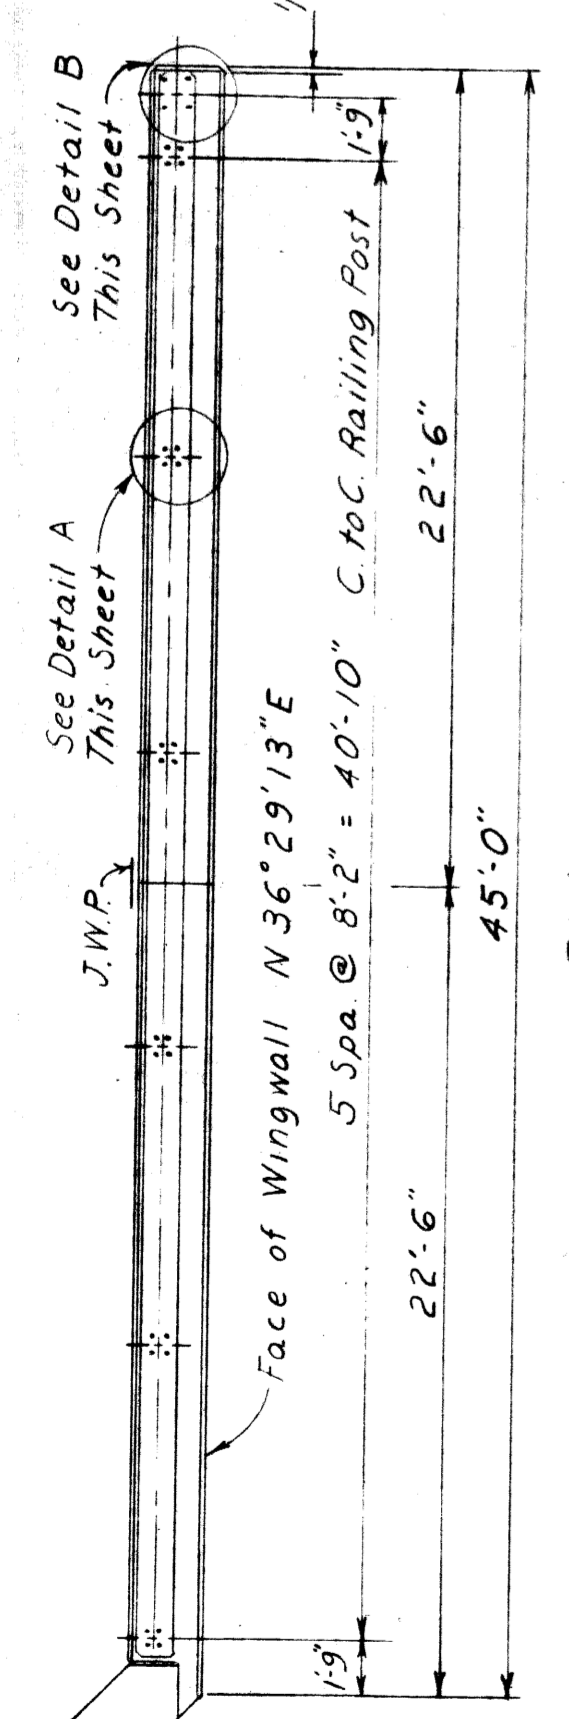 See Detail B
This Sheet
See Detail A
This Sheet
J.W.P.
Face of Wingwall N 36° 29' 13" E
1'-9"
5 Spa. @ 8'-2" = 40'-10" C. to C. Railing Post
1'-9"
22'-6"
22'-6"
45'-0"